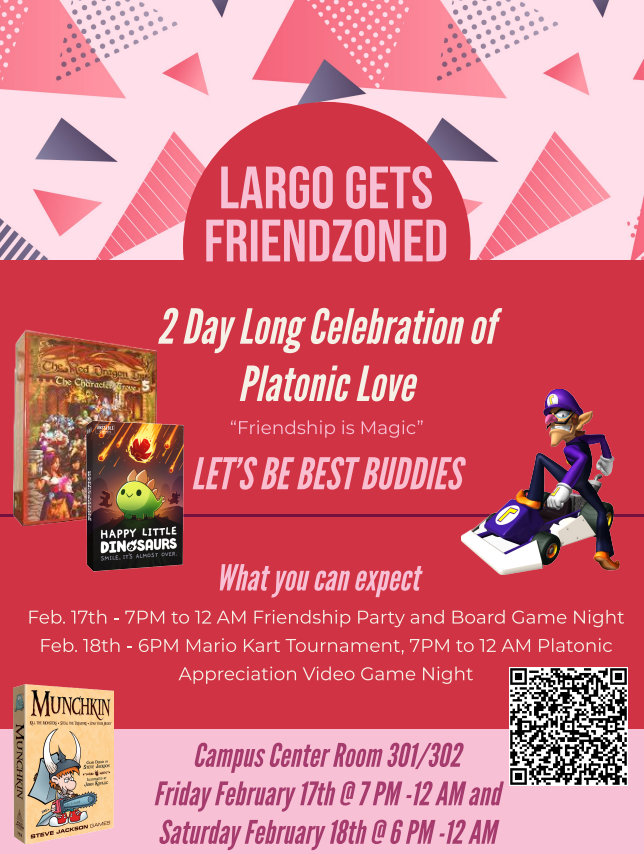 LARGO GETS
FRIENDZONED
2 Day Long Celebration of
Platonic Love
“Friendship is Magic”
LET'S BE BEST BUDDIES
The Red Dragon Inn
The Character Trove 5
HAPPY LITTLE
DINOSAURS
SMILE, IT'S ALMOST OVER.
What you can expect
Feb. 17th - 7PM to 12 AM Friendship Party and Board Game Night
Feb. 18th - 6PM Mario Kart Tournament, 7PM to 12 AM Platonic
Appreciation Video Game Night
MUNCHKIN
MUNCHKIN
STEVE JACKSON GAMES
Campus Center Room 301/302
Friday February 17th @ 7 PM -12 AM and
Saturday February 18th @ 6 PM -12 AM